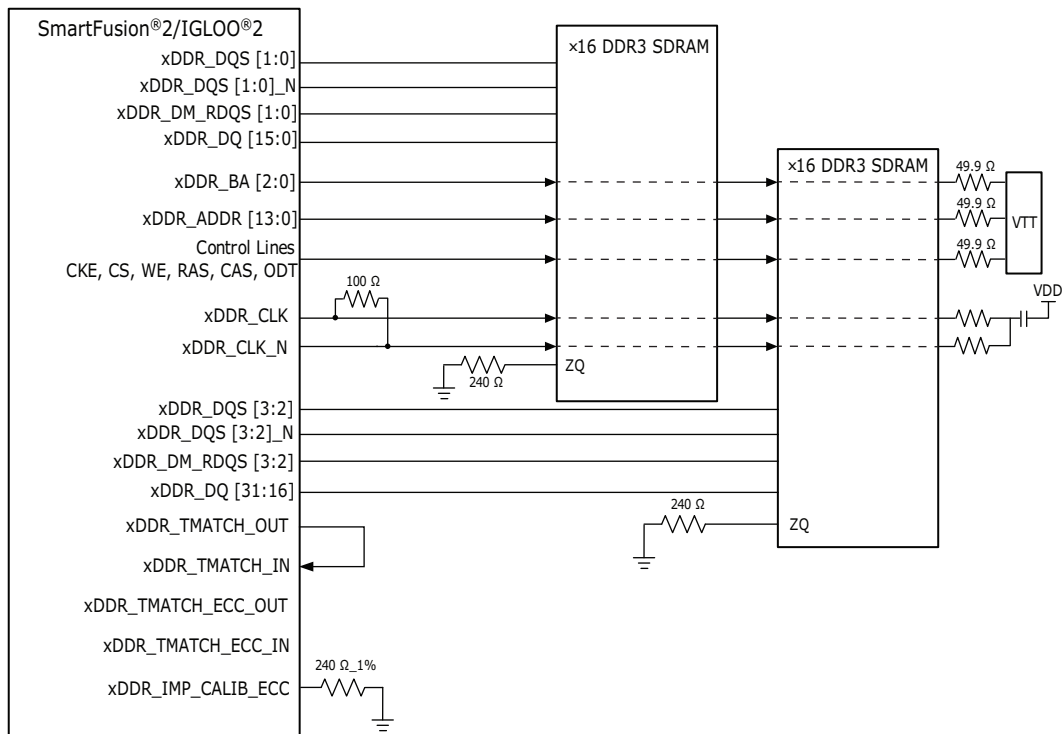 SmartFusion®2/IGLOO®2
xDDR_DQS [1:0]
xDDR_DQS [1:0]_N
xDDR_DM_RDQS [1:0]
xDDR_DQ [15:0]
xDDR_BA [2:0]
xDDR_ADDR [13:0]
Control Lines
CKE, CS, WE, RAS, CAS, ODT
100 Ω
xDDR_CLK
xDDR_CLK_N
240 Ω
ZQ
×16 DDR3 SDRAM
×16 DDR3 SDRAM
49.9 Ω
49.9 Ω
49.9 Ω
VTT
VDD
xDDR_DQS [3:2]
xDDR_DQS [3:2]_N
xDDR_DM_RDQS [3:2]
xDDR_DQ [31:16]
240 Ω
ZQ
xDDR_TMATCH_OUT
xDDR_TMATCH_IN
xDDR_TMATCH_ECC_OUT
xDDR_TMATCH_ECC_IN
xDDR_IMP_CALIB_ECC
240 Ω_1%